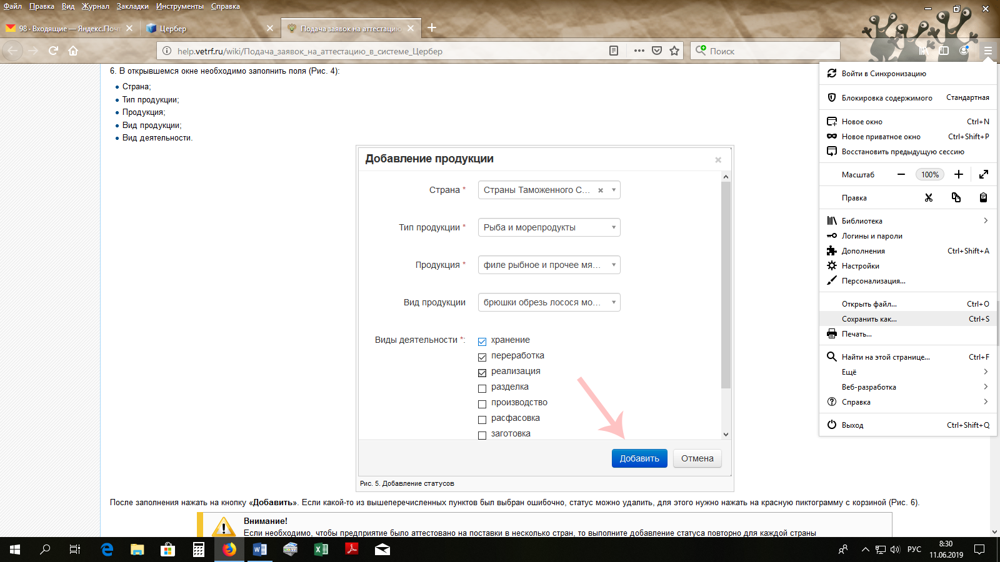 Файл Правка Вид Журнал Закладки Инструменты Справка
98 · Входящие — Яндекс.Почт
Цербер
Подача заявок на аттестацию
help.vetrf.ru/wiki/Подача_заявок_на_аттестацию_в_системе_Цербер
Поиск
6. В открывшемся окне необходимо заполнить поля (Рис. 4):
Страна;
Тип продукции;
Продукция;
Вид продукции;
Вид деятельности.
Добавление продукции
Страна * Страны Таможенного С...
Тип продукции * Рыба и морепродукты
Продукция * филе рыбное и прочее мя...
Вид продукции брюшки обрезь лосося мо...
Виды деятельности *: хранение
переработка
реализация
разделка
производство
расфасовка
заготовка
Добавить Отмена
Рис. 5. Добавление статусов
После заполнения нажать на кнопку «Добавить». Если какой-то из вышеперечисленных пунктов был выбран ошибочно, статус можно удалить, для этого нужно нажать на красную пиктограмму с корзиной (Рис. 6).
Внимание!
Если необходимо, чтобы предприятие было аттестовано на поставки в несколько стран, то выполните добавление статуса повторно для каждой страны
Войти в Синхронизацию
Блокировка содержимого Стандартная
Новое окно Ctrl+N
Новое приватное окно Ctrl+Shift+P
Восстановить предыдущую сессию
Масштаб 100%
Правка
Библиотека
Логины и пароли
Дополнения Ctrl+Shift+A
Настройки
Персонализация...
Открыть файл... Ctrl+O
Сохранить как... Ctrl+S
Печать...
Найти на этой странице... Ctrl+F
Ещё
Веб-разработка
Справка
Выход Ctrl+Shift+Q
РУС
8:30
11.06.2019